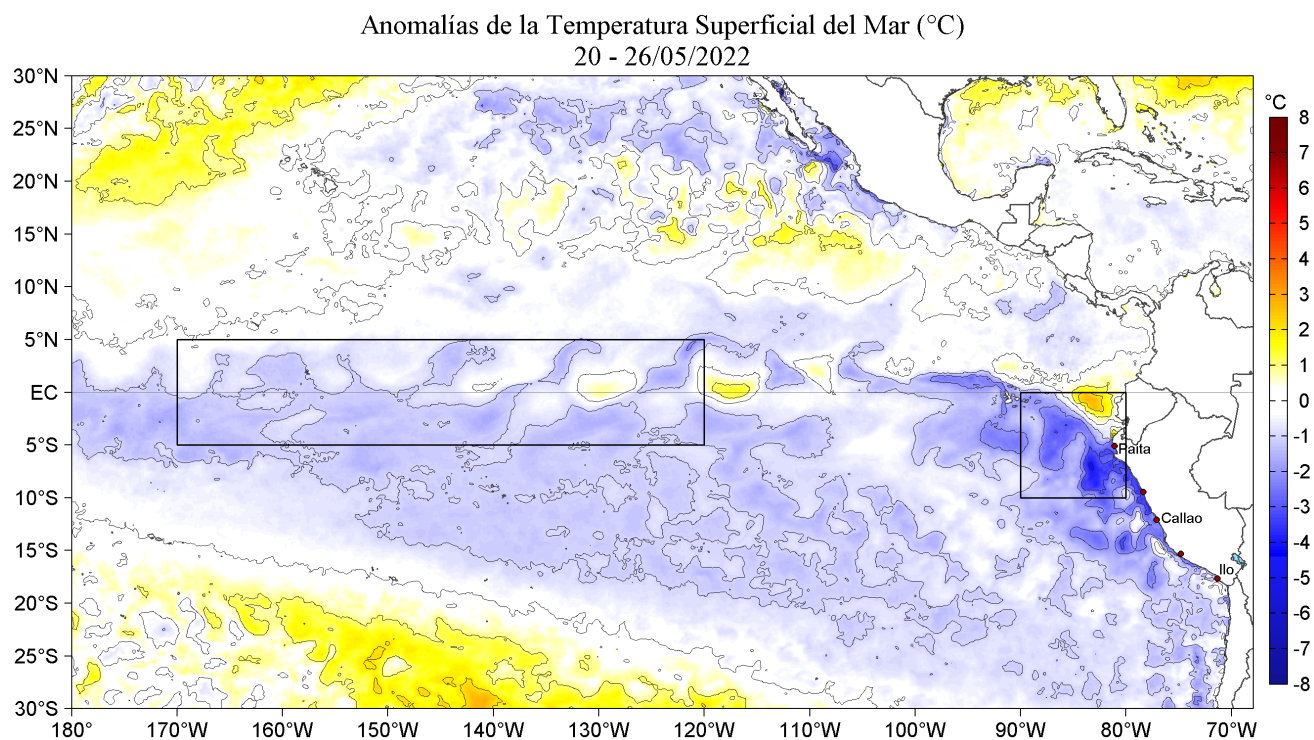 Anomalías de la Temperatura Superficial del Mar (°C)
20 - 26/05/2022
30°N
25°N
20°N
15°N
10°N
5°N
EC
5°S
10°S
15°S
20°S
25°S
30°S
Paita
Callao
Ilo
°C
8
7
6
5
4
3
2
1
0
-1
-2
-3
-4
-5
-6
-7
-8
180 170°W 160°W 150°W 140°W 130°W 120°W 110°W 100°W 90°W 80°W 70°W